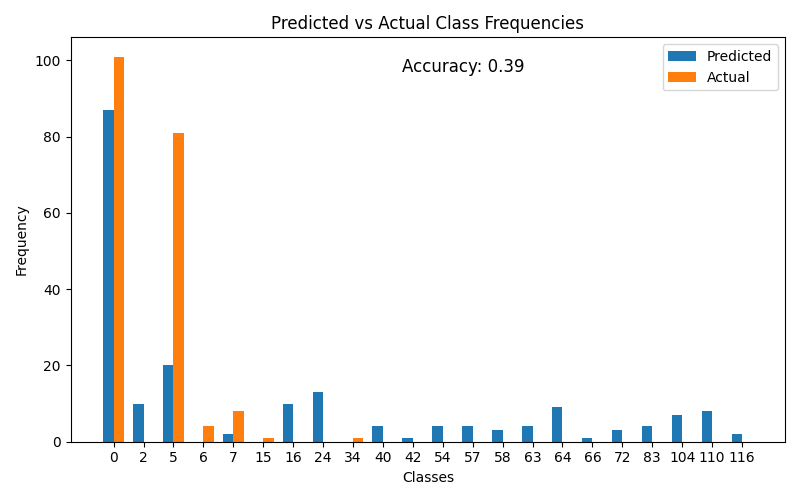 Predicted vs Actual Class Frequencies
Accuracy: 0.39
Predicted
Actual
Frequency
100
80
60
40
20
0
0 2 5 6 7 15 16 24 34 40 42 54 57 58 63 64 66 72 83 104 110 116
Classes